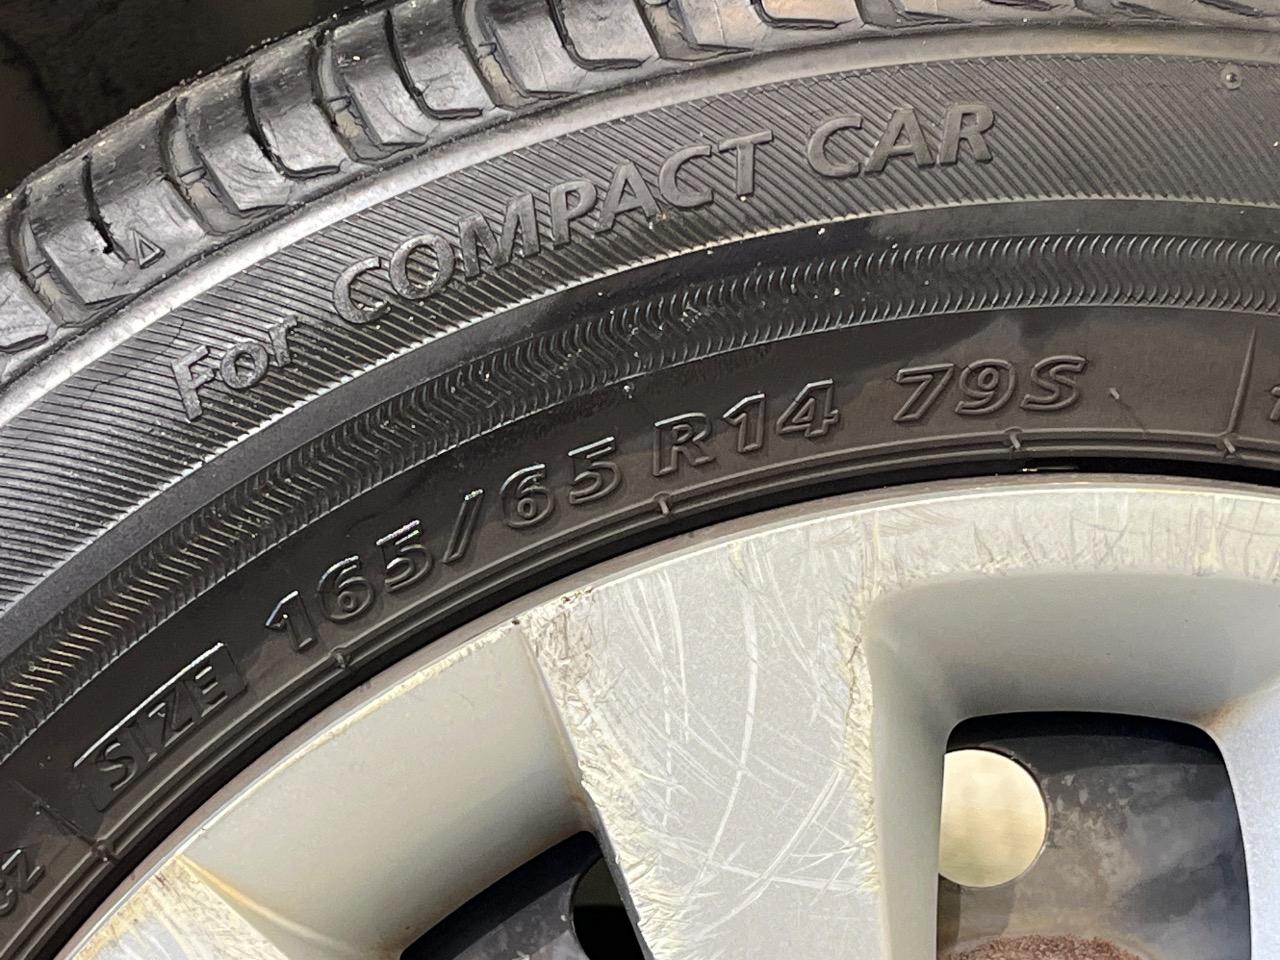 For COMPACT CAR
SIZE 165/65 R14 79S